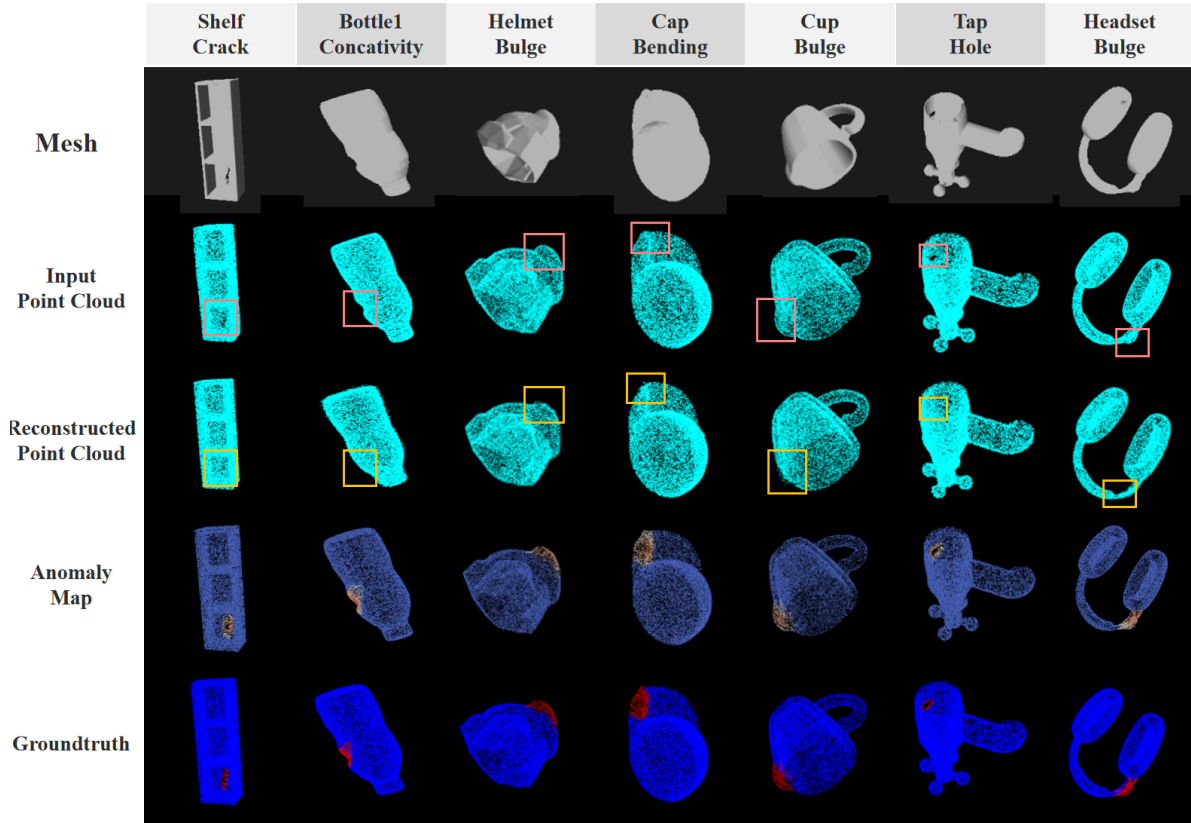 Shelf
Crack
Bottle1
Concativity
Helmet
Bulge
Cap
Bending
Cup
Bulge
Tap
Hole
Headset
Bulge
Mesh
Input
Point Cloud
Reconstructed
Point Cloud
Anomaly
Map
Groundtruth